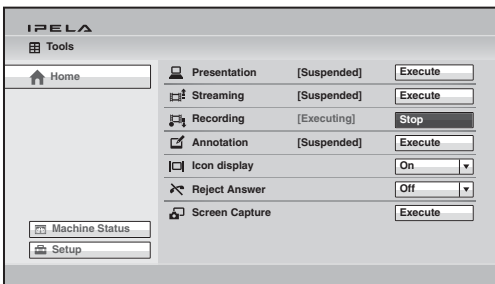 IPELA
Tools
Home
Presentation [Suspended] Execute
Streaming [Suspended] Execute
Recording [Executing] Stop
Annotation [Suspended] Execute
Icon display On
Reject Answer Off
Screen Capture Execute
Machine Status
Setup